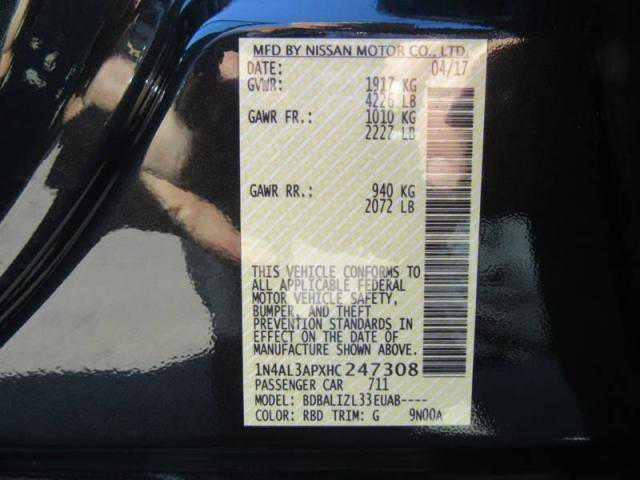 MFD BY NISSAN MOTOR CO., LTD.
DATE: 04/17
GVWR: 1917 KG
4226 LB
GAWR FR.: 1010 KG
2227 LB
GAWR RR.: 940 KG
2072 LB
THIS VEHICLE CONFORMS TO
ALL APPLICABLE FEDERAL
MOTOR VEHICLE SAFETY,
BUMPER, AND THEFT
PREVENTION STANDARDS IN
EFFECT ON THE DATE OF
MANUFACTURE SHOWN ABOVE.
1N4AL3APXHC247308
PASSENGER CAR 711
MODEL: BDBALIZL33EUAB----
COLOR: RBD TRIM: G 9N00A